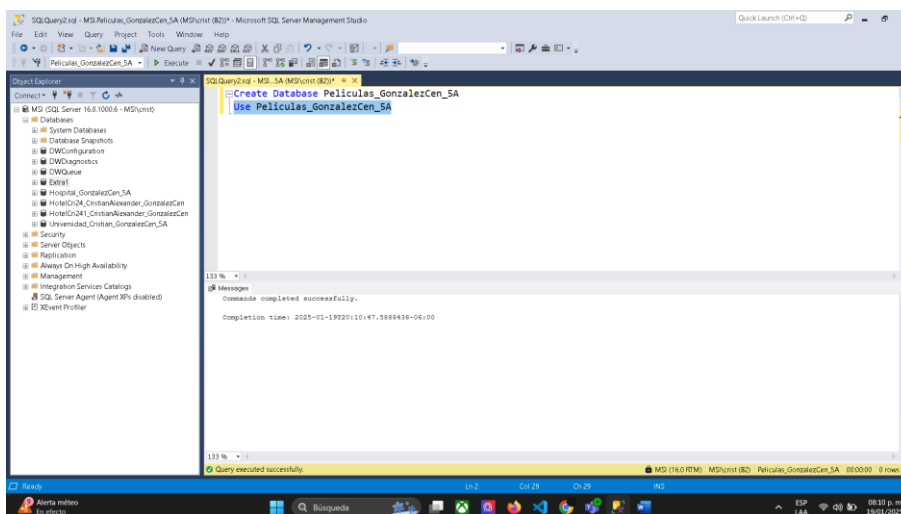 SQLQuery2.sql - MSI.Peliculas_GonzalezCen_5A (MSI\crist (82))* - Microsoft SQL Server Management Studio
Quick Launch (Ctrl+Q)
File Edit View Query Project Tools Window Help
New Query
Peliculas_GonzalezCen_5A Execute
Object Explorer
SQLQuery2.sql - MSI...5A (MSI\crist (82))*
Connect
Create Database Peliculas_GonzalezCen_5A
Use Peliculas_GonzalezCen_5A
MSI (SQL Server 16.0.1000.6 - MSI\crist)
Databases
System Databases
Database Snapshots
DWConfiguration
DWDiagnostics
DWQueue
Extra1
Hospital_GonzalezCen_5A
HotelCri24_CristianAlexander_GonzalezCen
HotelCri241_CristianAlexander_GonzalezCen
Universidad_Cristian_GonzalezCen_5A
Security
Server Objects
Replication
Always On High Availability
Management
Integration Services Catalogs
SQL Server Agent (Agent XPs disabled)
XEvent Profiler
133 %
Messages
Commands completed successfully.
Completion time: 2025-01-19T20:10:47.5888436-06:00
133 %
Query executed successfully.
MSI (16.0 RTM) MSI\crist (82) Peliculas_GonzalezCen_5A 00:00:00 0 rows
Ready Ln 2 Col 29 Ch 29 INS
Alerta méteo
En efecto
Búsqueda
ESP
LAA
08:10 p. m.
19/01/2025